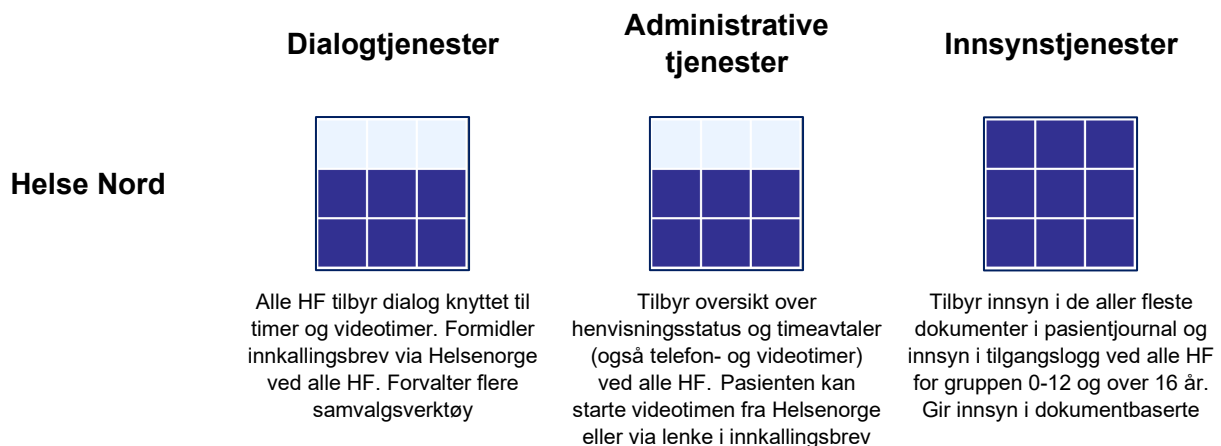 Dialogtjenester
Administrative
tjenester
Innsynstjenester
Helse Nord
Alle HF tilbyr dialog knyttet til
timer og videotimer. Formidler
innkallingsbrev via Helsenorge
ved alle HF. Forvalter flere
samvalgsverktøy
Tilbyr oversikt over
henvisningsstatus og timeavtaler
(også telefon- og videotimer)
ved alle HF. Pasienten kan
starte videotimen fra Helsenorge
eller via lenke i innkallingsbrev
Tilbyr innsyn i de aller fleste
dokumenter i pasientjournal og
innsyn i tilgangslogg ved alle HF
for gruppen 0-12 og over 16 år.
Gir innsyn i dokumentbaserte